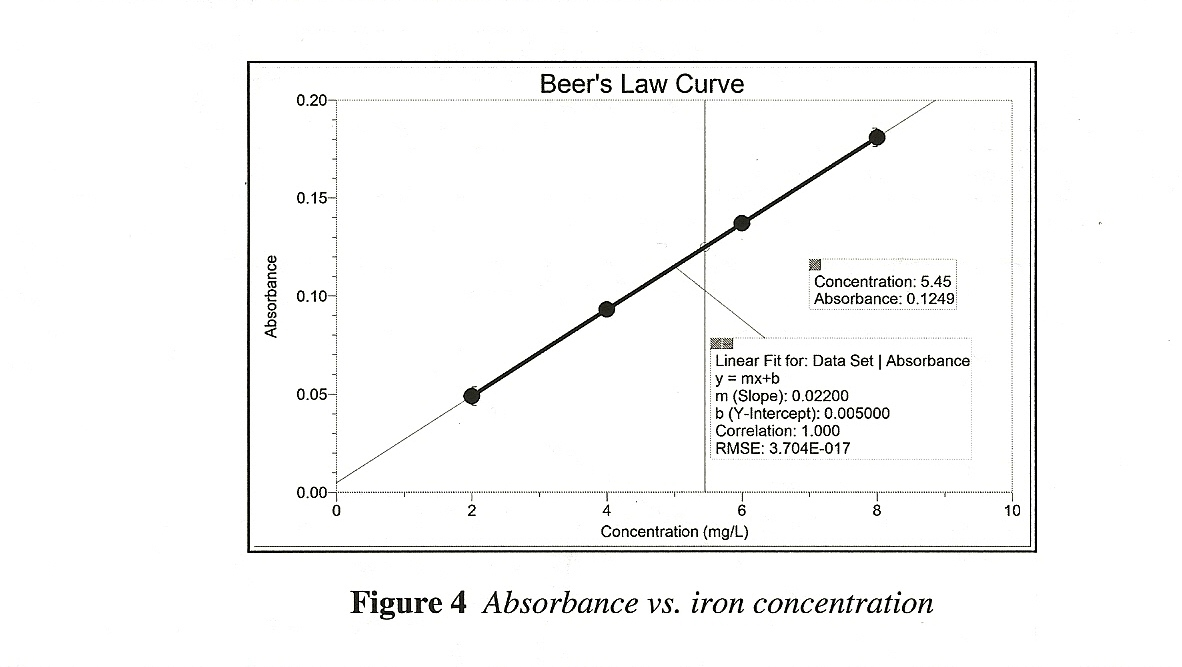 Beer's Law Curve
0.20
0.15
0.10
0.05
0.00
Absorbance
Concentration: 5.45
Absorbance: 0.1249
Linear Fit for: Data Set | Absorbance
y = mx+b
m (Slope): 0.02200
b (Y-Intercept): 0.005000
Correlation: 1.000
RMSE: 3.704E-017
0 2 4 6 8 10
Concentration (mg/L)
Figure 4 Absorbance vs. iron concentration